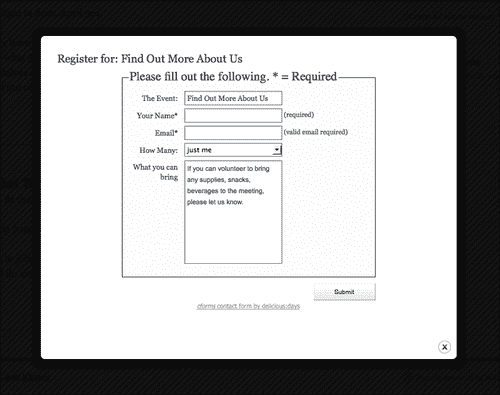 Register for: Find Out More About Us
Please fill out the following. * = Required
The Event: Find Out More About Us
Your Name* (required)
Email* (valid email required)
How Many: just me
What you can bring
If you can volunteer to bring
any supplies, snacks,
beverages to the meeting,
please let us know.
Submit
cforms contact form by delicious:days
X